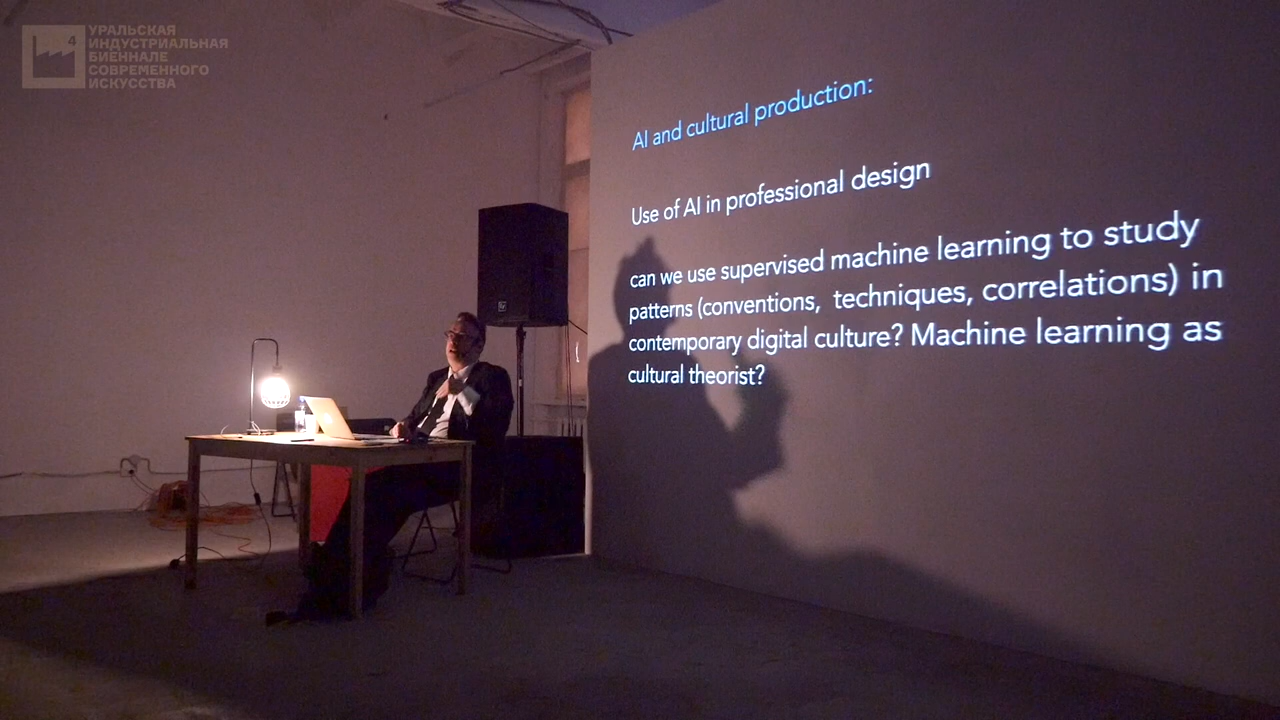 4
УРАЛЬСКАЯ
ИНДУСТРИАЛЬНАЯ
БИЕННАЛЕ
СОВРЕМЕННОГО
ИСКУССТВА
AI and cultural production:
Use of AI in professional design
can we use supervised machine learning to study
patterns (conventions, techniques, correlations) in
contemporary digital culture? Machine learning as
cultural theorist?